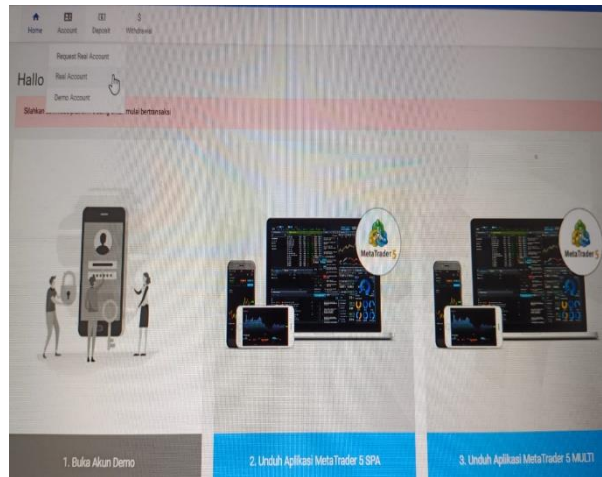 Home Account Deposit Withdrawal
Request Real Account
Hallo
Real Account
Demo Account
Silahkan mulai bertransaksi
MetaTrader 5
MetaTrader 5
1. Buka Akun Demo
2. Unduh Aplikasi MetaTrader 5 SPA
3. Unduh Aplikasi MetaTrader 5 MULTI